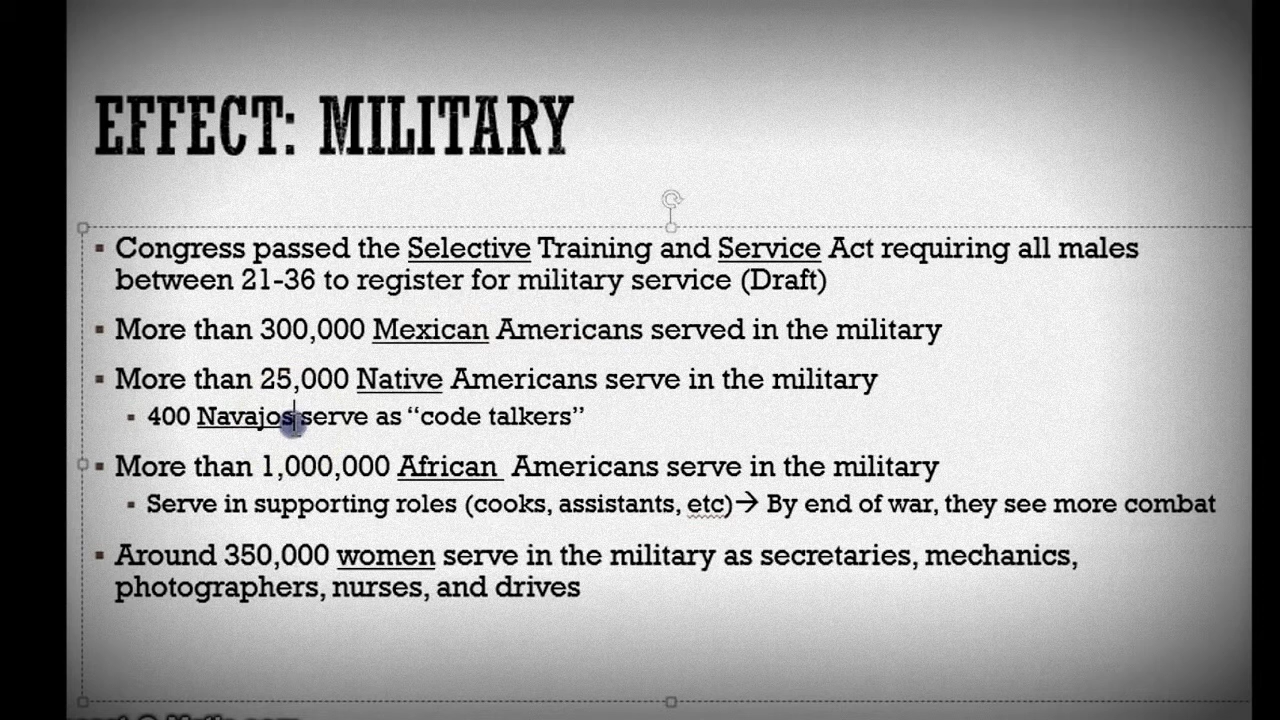 EFFECT: MILITARY
Congress passed the Selective Training and Service Act requiring all males
between 21-36 to register for military service (Draft)
More than 300,000 Mexican Americans served in the military
More than 25,000 Native Americans serve in the military
400 Navajos serve as “code talkers”
More than 1,000,000 African Americans serve in the military
Serve in supporting roles (cooks, assistants, etc)→ By end of war, they see more combat
Around 350,000 women serve in the military as secretaries, mechanics,
photographers, nurses, and drives